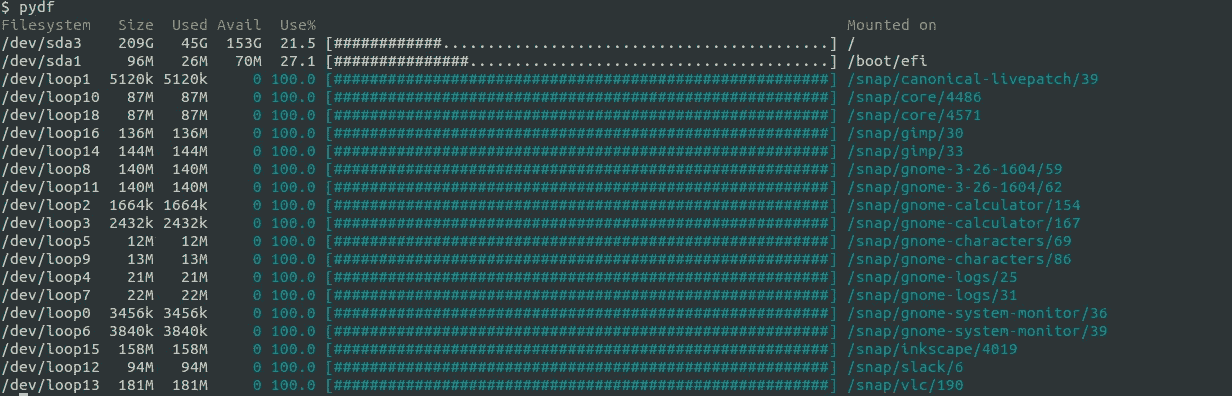 $ pydf
Filesystem   Size  Used Avail  Use%                                                          Mounted on
/dev/sda3    209G   45G  153G  21.5 [############...........................................] /
/dev/sda1     96M   26M   70M  27.1 [###############........................................] /boot/efi
/dev/loop1  5120k 5120k     0 100.0 [#######################################################] /snap/canonical-livepatch/39
/dev/loop10   87M   87M     0 100.0 [#######################################################] /snap/core/4486
/dev/loop18   87M   87M     0 100.0 [#######################################################] /snap/core/4571
/dev/loop16  136M  136M     0 100.0 [#######################################################] /snap/gimp/30
/dev/loop14  144M  144M     0 100.0 [#######################################################] /snap/gimp/33
/dev/loop8   140M  140M     0 100.0 [#######################################################] /snap/gnome-3-26-1604/59
/dev/loop11  140M  140M     0 100.0 [#######################################################] /snap/gnome-3-26-1604/62
/dev/loop2  1664k 1664k     0 100.0 [#######################################################] /snap/gnome-calculator/154
/dev/loop3  2432k 2432k     0 100.0 [#######################################################] /snap/gnome-calculator/167
/dev/loop5    12M   12M     0 100.0 [#######################################################] /snap/gnome-characters/69
/dev/loop9    13M   13M     0 100.0 [#######################################################] /snap/gnome-characters/86
/dev/loop4    21M   21M     0 100.0 [#######################################################] /snap/gnome-logs/25
/dev/loop7    22M   22M     0 100.0 [#######################################################] /snap/gnome-logs/31
/dev/loop0  3456k 3456k     0 100.0 [#######################################################] /snap/gnome-system-monitor/36
/dev/loop6  3840k 3840k     0 100.0 [#######################################################] /snap/gnome-system-monitor/39
/dev/loop15  158M  158M     0 100.0 [#######################################################] /snap/inkscape/4019
/dev/loop12   94M   94M     0 100.0 [#######################################################] /snap/slack/6
/dev/loop13  181M  181M     0 100.0 [#######################################################] /snap/vlc/190